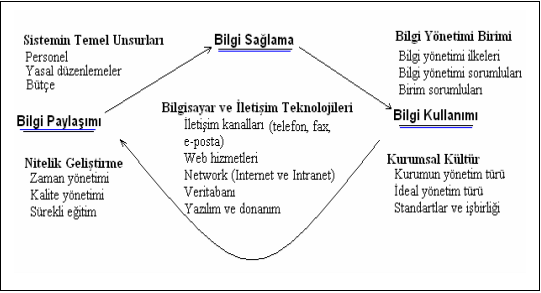 Bilgi Sağlama
Sistemin Temel Unsurları
Personel
Yasal düzenlemeler
Bütçe
Bilgi Yönetimi Birimi
Bilgi yönetimi ilkeleri
Bilgi yönetimi sorumluları
Birim sorumluları
Bilgi Paylaşımı
Bilgisayar ve İletişim Teknolojileri
İletişim kanalları (telefon, fax,
e-posta)
Web hizmetleri
Network (Internet ve Intranet)
Veritabanı
Yazılım ve donanım
Bilgi Kullanımı
Nitelik Geliştirme
Zaman yönetimi
Kalite yönetimi
Sürekli eğitim
Kurumsal Kültür
Kurumun yönetim türü
İdeal yönetim türü
Standartlar ve işbirliği